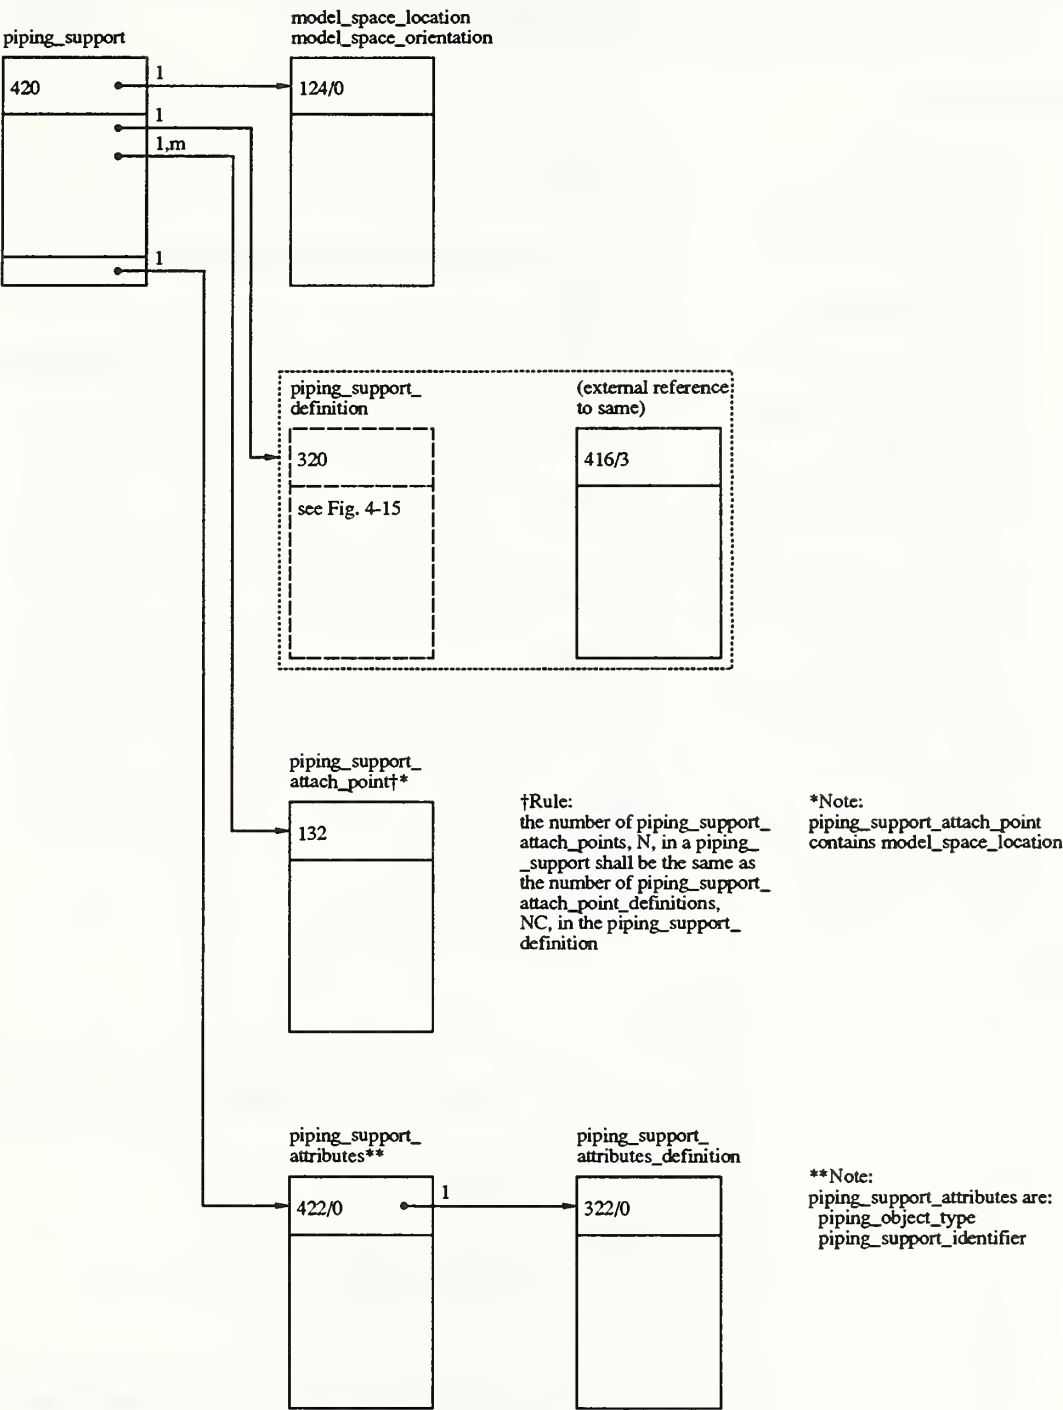 piping_support
model_space_location
model_space_orientation
420
1
124/0
1
1,m
1
piping_support_
definition
(external reference
to same)
320
416/3
see Fig. 4-15
piping_support_
attach_point†*
132
†Rule:
the number of piping_support_
attach_points, N, in a piping_
_support shall be the same as
the number of piping_support_
attach_point_definitions,
NC, in the piping_support_
definition
*Note:
piping_support_attach_point
contains model_space_location
piping_support_
attributes**
piping_support_
attributes_definition
422/0
1
322/0
**Note:
piping_support_attributes are:
piping_object_type
piping_support_identifier